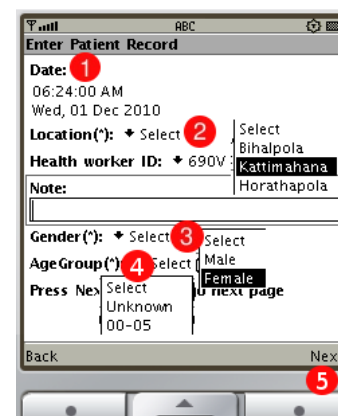 ABC
Enter Patient Record
Date: 1
06:24:00 AM
Wed, 01 Dec 2010
Location(*): Select 2
Select
Bihalpola
Kattimahana
Horathapola
Health worker ID: 690V
Note:
Gender(*): Select 3
Select
Male
Female
AgeGroup(*): 4 Select
Select
Unknown
00-05
Press Nex next page
Back Nex
5